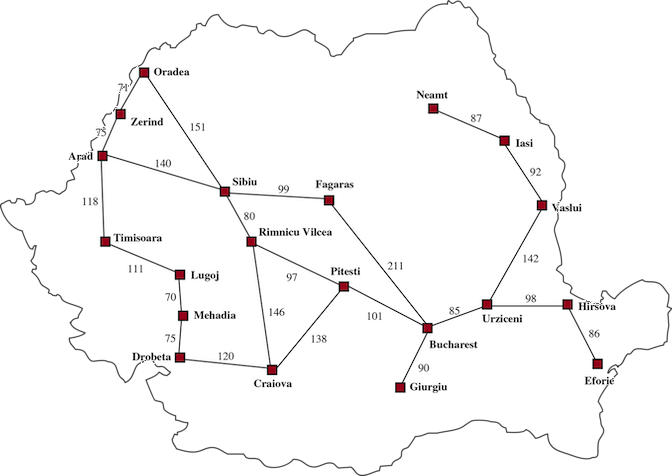 Oradea
71
Neamt
Zerind
87
151
75
Iasi
Arad
140
92
Sibiu
99
Fagaras
118
Vaslui
80
Timisoara
Rimnicu Vilcea
142
111
97
211
Lugoj
Pitesti
70
98
Mehadia
146
101
85
Urziceni
Hirsova
75
138
86
Bucharest
Drobeta
120
90
Craiova
Giurgiu
Eforie